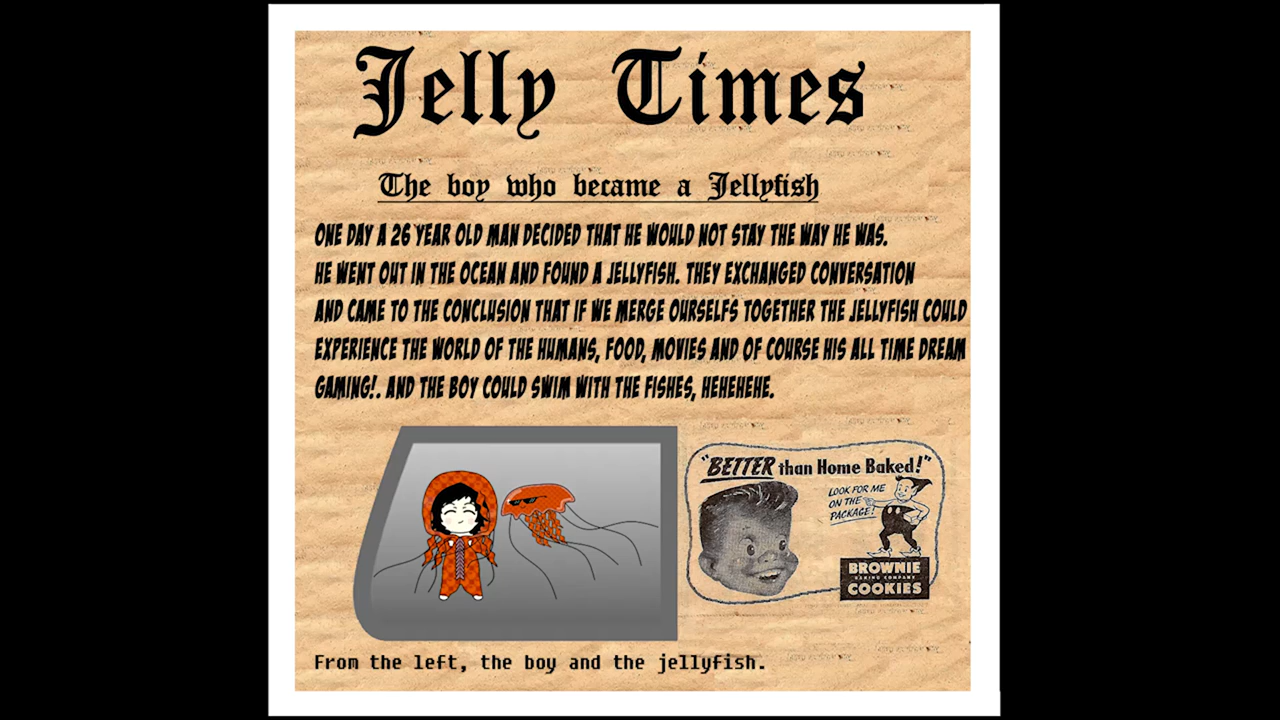 Jelly Times
The boy who became a Jellyfish
ONE DAY A 26 YEAR OLD MAN DECIDED THAT HE WOULD NOT STAY THE WAY HE WAS.
HE WENT OUT IN THE OCEAN AND FOUND A JELLYFISH. THEY EXCHANGED CONVERSATION
AND CAME TO THE CONCLUSION THAT IF WE MERGE OURSELFS TOGETHER THE JELLYFISH COULD
EXPERIENCE THE WORLD OF THE HUMANS, FOOD, MOVIES AND OF COURSE HIS ALL TIME DREAM
GAMING!. AND THE BOY COULD SWIM WITH THE FISHES, HEHEHEHE.
"BETTER than Home Baked!"
LOOK FOR ME
ON THE
PACKAGE!
BROWNIE
BAKING COMPANY
COOKIES
From the left, the boy and the jellyfish.